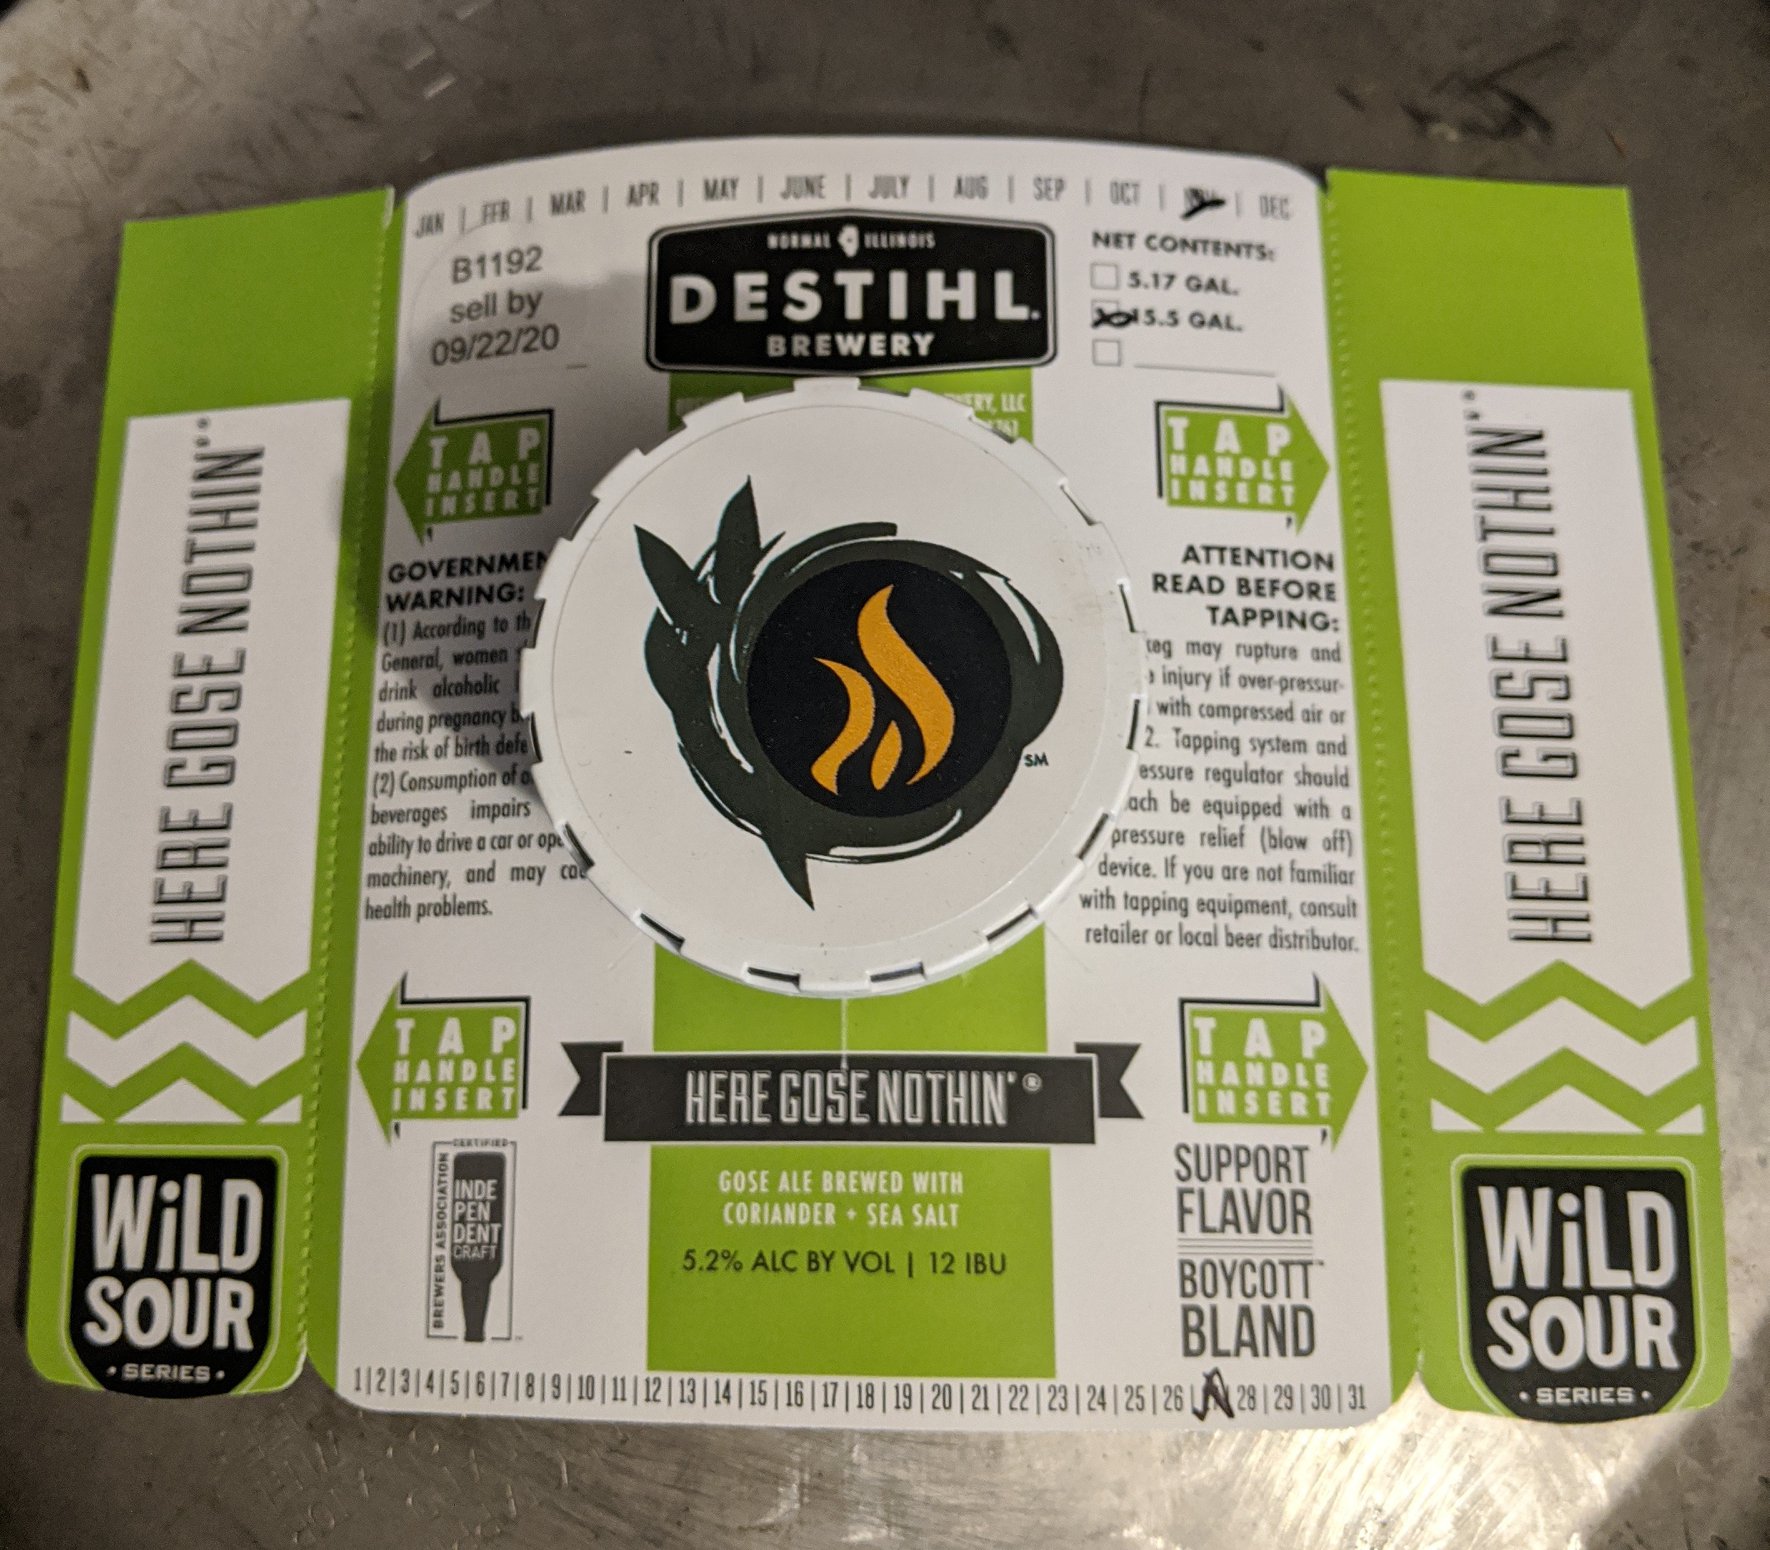 JAN | FEB | MAR | APR | MAY | JUNE | JULY | AUG | SEP | OCT | | DEC
B1192
sell by
09/22/20
NORMAL ILLINOIS
DESTIHL
BREWERY
NET CONTENTS:
5.17 GAL.
15.5 GAL.
LLC
TAP
HANDLE
INSERT
TAP
HANDLE
INSERT
HERE GOSE NOTHIN'®
GOVERNMEN
WARNING:
(1) According to th
General, women
drink alcoholic
during pregnancy b
the risk of birth defe
(2) Consumption of
beverages impairs
ability to drive a car or ope
machinery, and may
health problems.
SM
ATTENTION
READ BEFORE
TAPPING:
may rupture and
injury if over-pressur-
with compressed air or
2. Tapping system and
essure regulator should
ach be equipped with a
pressure relief (blow off)
device. If you are not familiar
with tapping equipment, consult
retailer or local beer distributor.
HERE GOSE NOTHIN'®
TAP
HANDLE
INSERT
HERE GOSE NOTHIN'®
TAP
HANDLE
INSERT
WiLD
SOUR
• SERIES •
CERTIFIED
BREWERS ASSOCIATION
INDE
PEN
DENT
CRAFT
GOSE ALE BREWED WITH
CORIANDER + SEA SALT
5.2% ALC BY VOL | 12 IBU
SUPPORT
FLAVOR
BOYCOTT™
BLAND
WiLD
SOUR
• SERIES •
1|2|3|4|5|6|7|8|9|10|11|12|13|14|15|16|17|18|19|20|21|22|23|24|25|26| |28|29|30|31